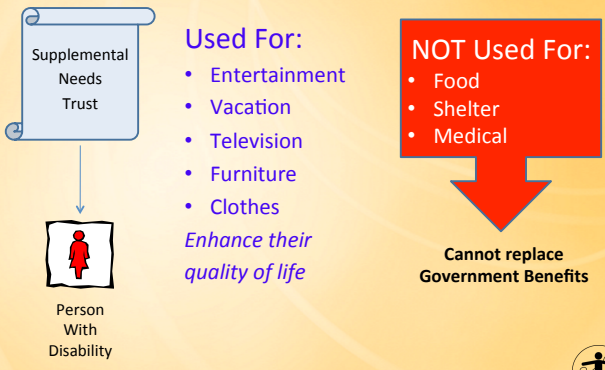 Supplemental
Needs
Trust
Person
With
Disability
Used For:
• Entertainment
• Vacation
• Television
• Furniture
• Clothes
Enhance their
quality of life
NOT Used For:
• Food
• Shelter
• Medical
Cannot replace
Government Benefits